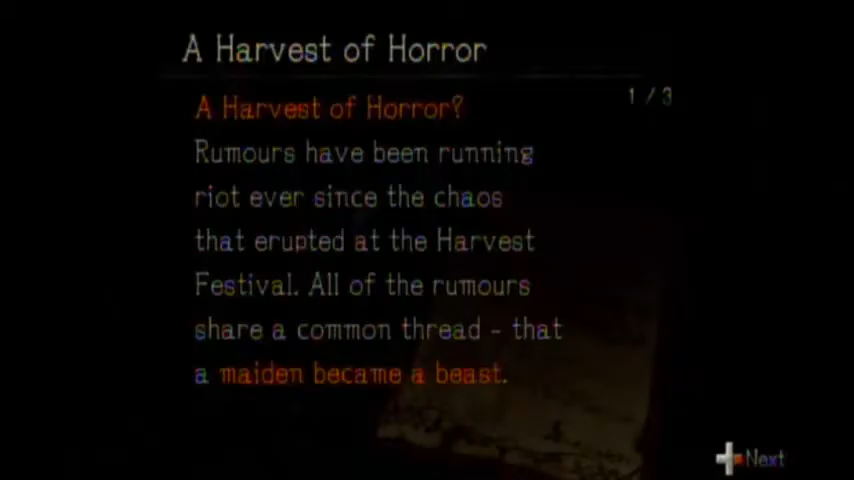 A Harvest of Horror
1 / 3
A Harvest of Horror?
Rumours have been running
riot ever since the chaos
that erupted at the Harvest
Festival. All of the rumours
share a common thread - that
a maiden became a beast.
Next